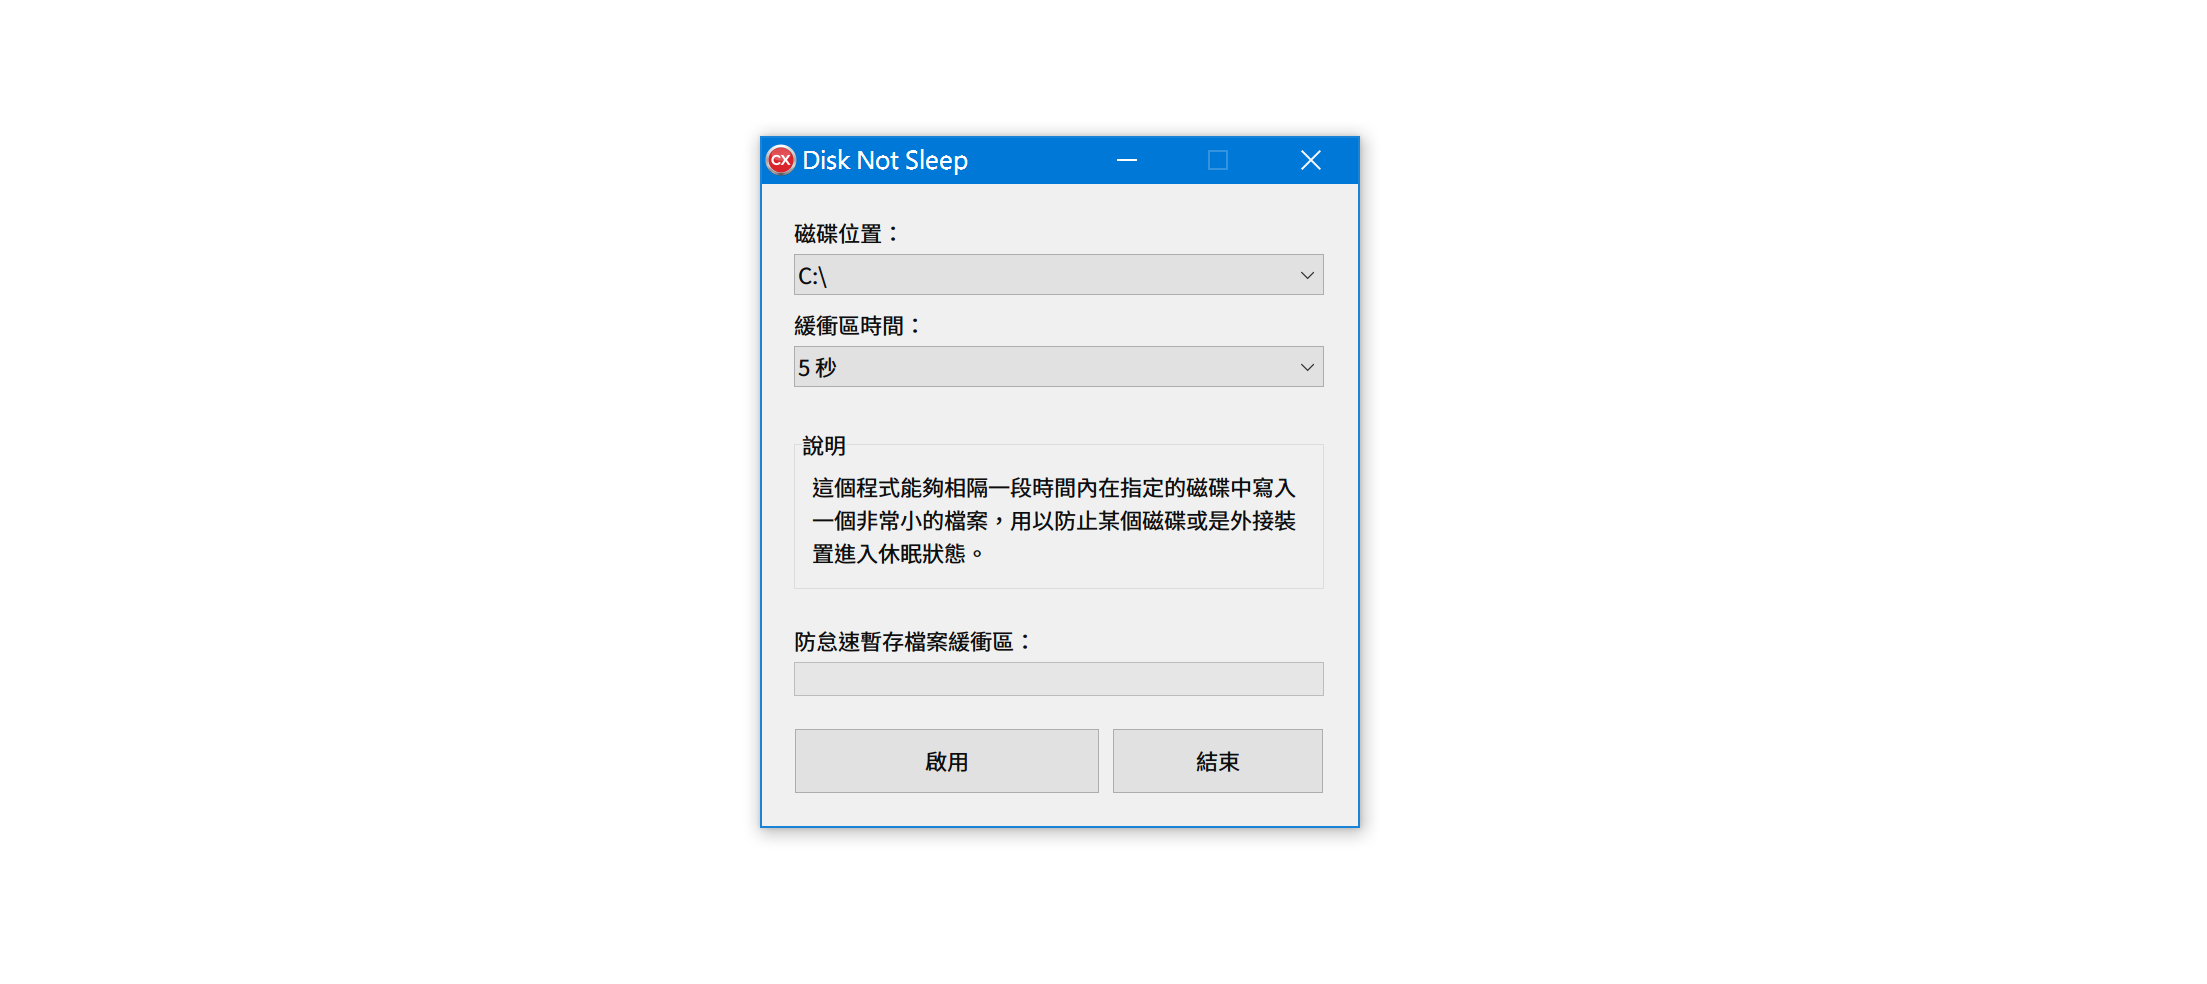 CX Disk Not Sleep
磁碟位置：
C:\
緩衝區時間：
5 秒
說明
這個程式能夠相隔一段時間內在指定的磁碟中寫入
一個非常小的檔案，用以防止某個磁碟或是外接裝
置進入休眠狀態。
防怠速暫存檔案緩衝區：
啟用 結束